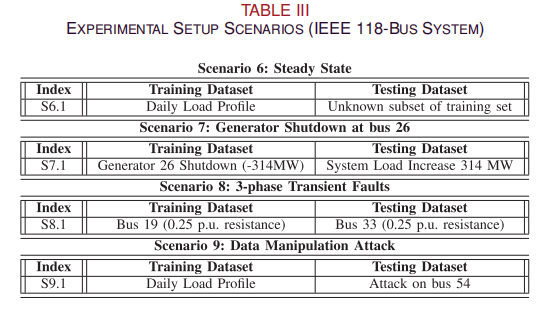 TABLE III
EXPERIMENTAL SETUP SCENARIOS (IEEE 118-BUS SYSTEM)
Scenario 6: Steady State
Index Training Dataset Testing Dataset
S6.1 Daily Load Profile Unknown subset of training set
Scenario 7: Generator Shutdown at bus 26
Index Training Dataset Testing Dataset
S7.1 Generator 26 Shutdown (-314MW) System Load Increase 314 MW
Scenario 8: 3-phase Transient Faults
Index Training Dataset Testing Dataset
S8.1 Bus 19 (0.25 p.u. resistance) Bus 33 (0.25 p.u. resistance)
Scenario 9: Data Manipulation Attack
Index Training Dataset Testing Dataset
S9.1 Daily Load Profile Attack on bus 54